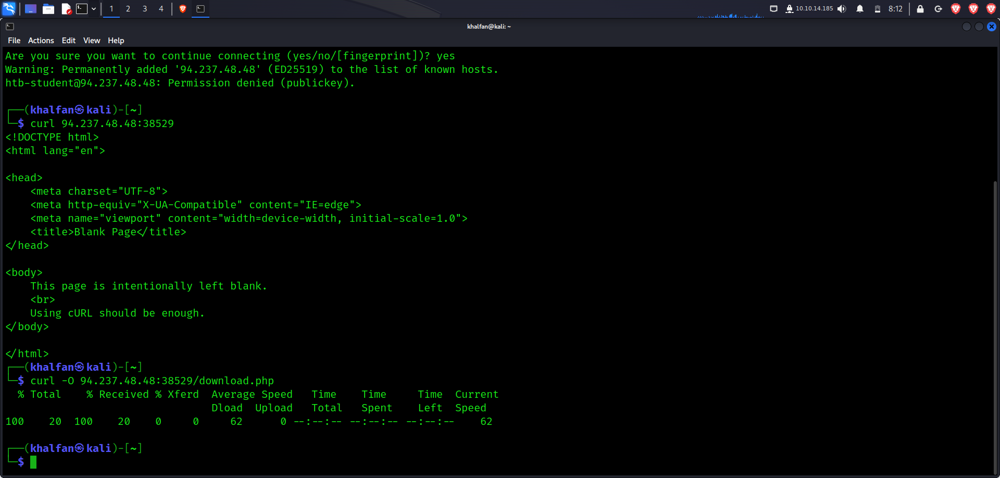 1 2 3 4 10.10.14.185 8:12
khalfan@kali: ~
File Actions Edit View Help
Are you sure you want to continue connecting (yes/no/[fingerprint])? yes
Warning: Permanently added '94.237.48.48' (ED25519) to the list of known hosts.
htb-student@94.237.48.48: Permission denied (publickey).
┌──(khalfan㉿kali)-[~]
└─$ curl 94.237.48.48:38529
<!DOCTYPE html>
<html lang="en">
<head>
    <meta charset="UTF-8">
    <meta http-equiv="X-UA-Compatible" content="IE=edge">
    <meta name="viewport" content="width=device-width, initial-scale=1.0">
    <title>Blank Page</title>
</head>
<body>
    This page is intentionally left blank.
    <br>
    Using cURL should be enough.
</body>
</html>
┌──(khalfan㉿kali)-[~]
└─$ curl -O 94.237.48.48:38529/download.php
  % Total    % Received % Xferd  Average Speed   Time    Time     Time  Current
                                 Dload  Upload   Total   Spent    Left  Speed
100    20  100    20    0     0     62      0 --:--:-- --:--:-- --:--:--    62
┌──(khalfan㉿kali)-[~]
└─$